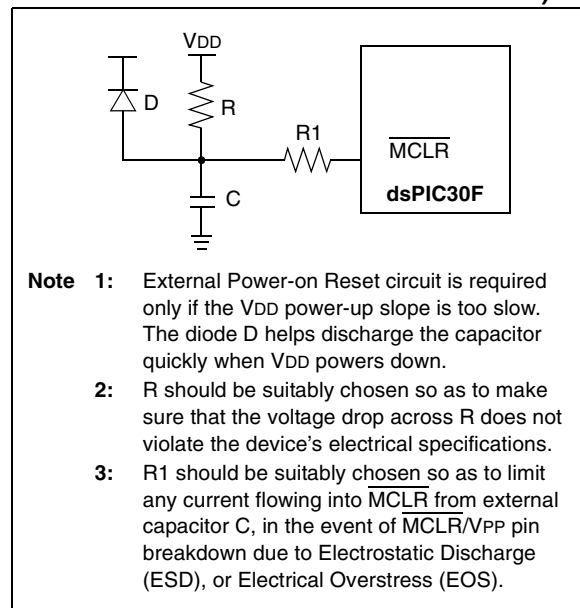 VDD
D
R
R1
MCLR
dsPIC30F
C
Note 1: External Power-on Reset circuit is required
only if the VDD power-up slope is too slow.
The diode D helps discharge the capacitor
quickly when VDD powers down.
2: R should be suitably chosen so as to make
sure that the voltage drop across R does not
violate the device's electrical specifications.
3: R1 should be suitably chosen so as to limit
any current flowing into MCLR from external
capacitor C, in the event of MCLR/VPP pin
breakdown due to Electrostatic Discharge
(ESD), or Electrical Overstress (EOS).